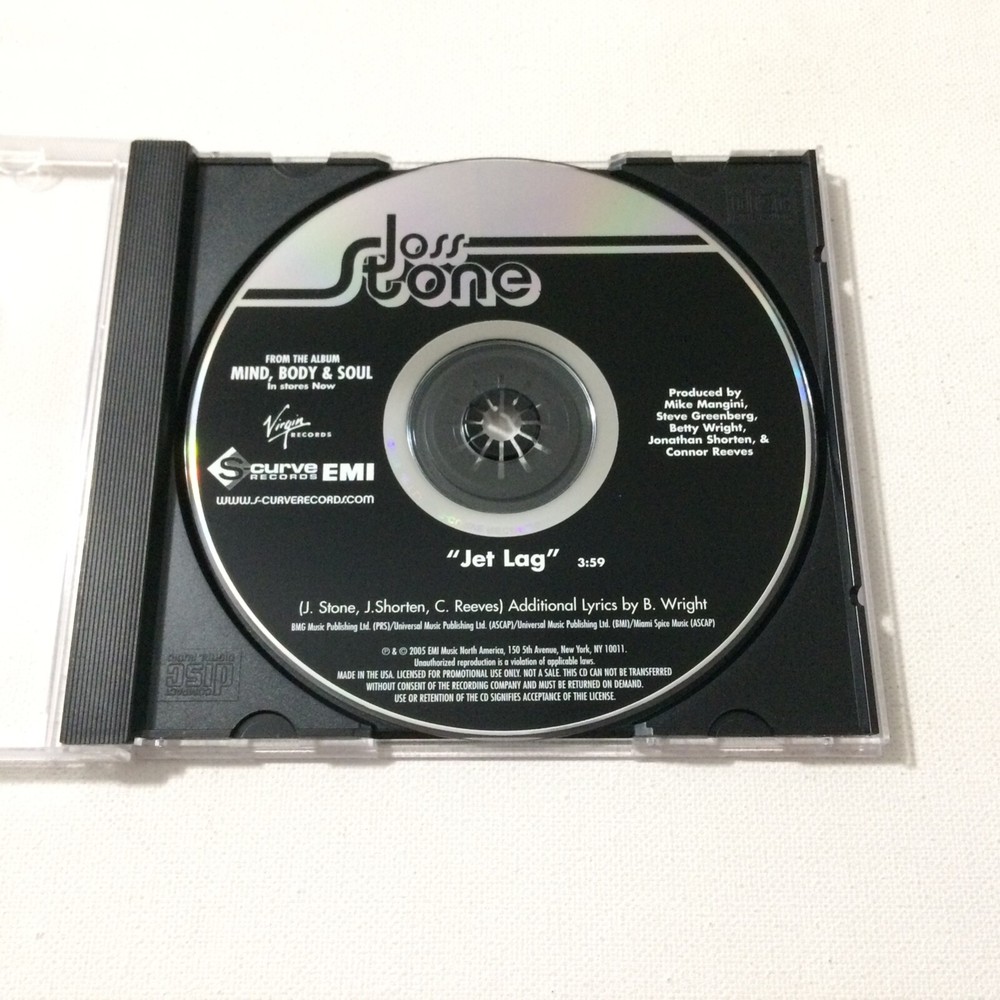 Joss
Stone
FROM THE ALBUM
MIND, BODY & SOUL
In stores Now
Virgin
RECORDS
S-curve
RECORDS
EMI
WWW.S-CURVERECORDS.COM
Produced by
Mike Mangini,
Steve Greenberg,
Betty Wright,
Jonathan Shorten, &
Connor Reeves
"Jet Lag" 3:59
(J. Stone, J.Shorten, C. Reeves) Additional Lyrics by B. Wright
BMG Music Publishing Ltd. (PRS)/Universal Music Publishing Ltd. (ASCAP)/Universal Music Publishing Ltd. (BMI)/Miami Spice Music (ASCAP)
℗ & © 2005 EMI Music North America, 150 5th Avenue, New York, NY 10011.
Unauthorized reproduction is a violation of applicable laws.
MADE IN THE USA. LICENSED FOR PROMOTIONAL USE ONLY. NOT A SALE. THIS CD CAN NOT BE TRANSFERRED
WITHOUT CONSENT OF THE RECORDING COMPANY AND MUST BE RETURNED ON DEMAND.
USE OR RETENTION OF THE CD SIGNIFIES ACCEPTANCE OF THIE LICENSE.
COMPACT
disc
DIGITAL AUDIO